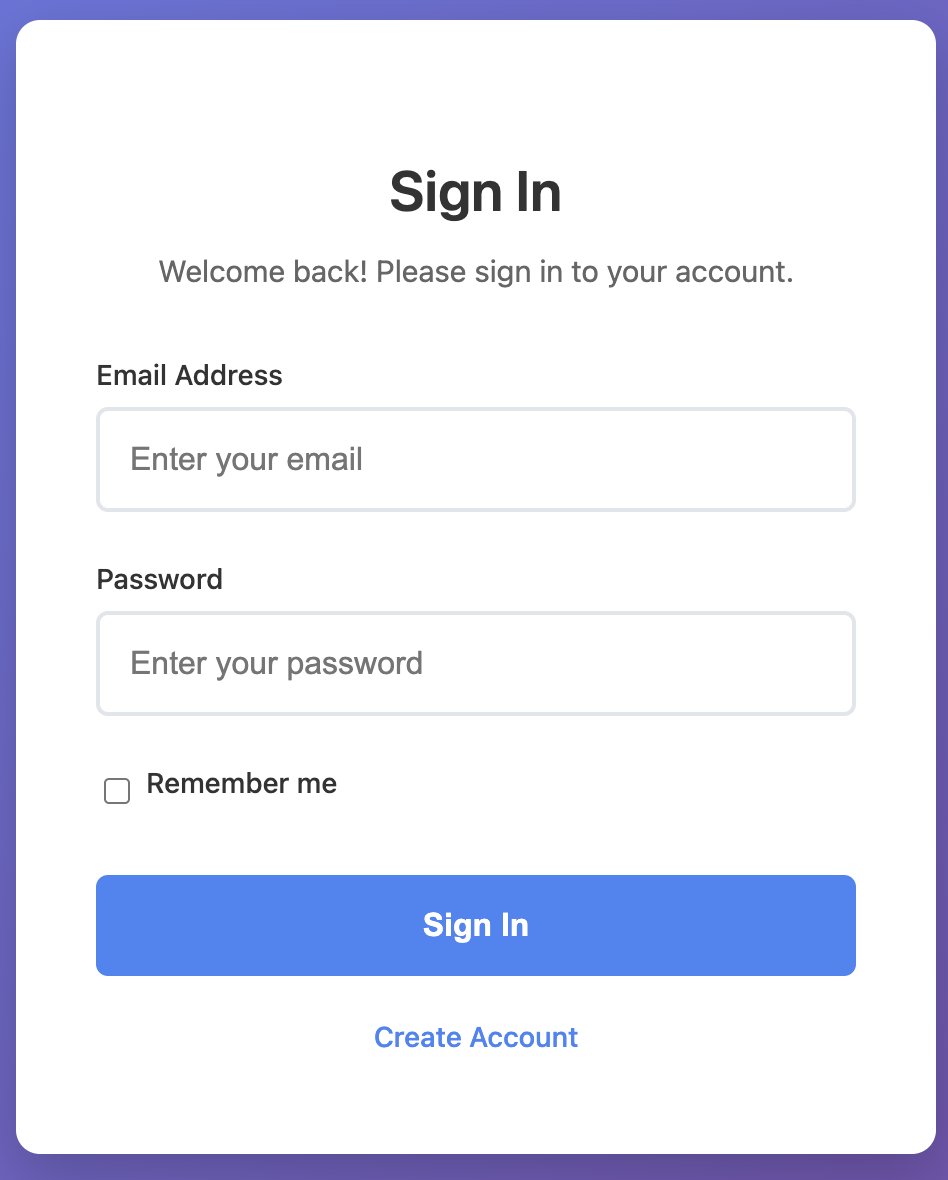 Sign In
Welcome back! Please sign in to your account.
Email Address
Enter your email
Password
Enter your password
Remember me
Sign In
Create Account